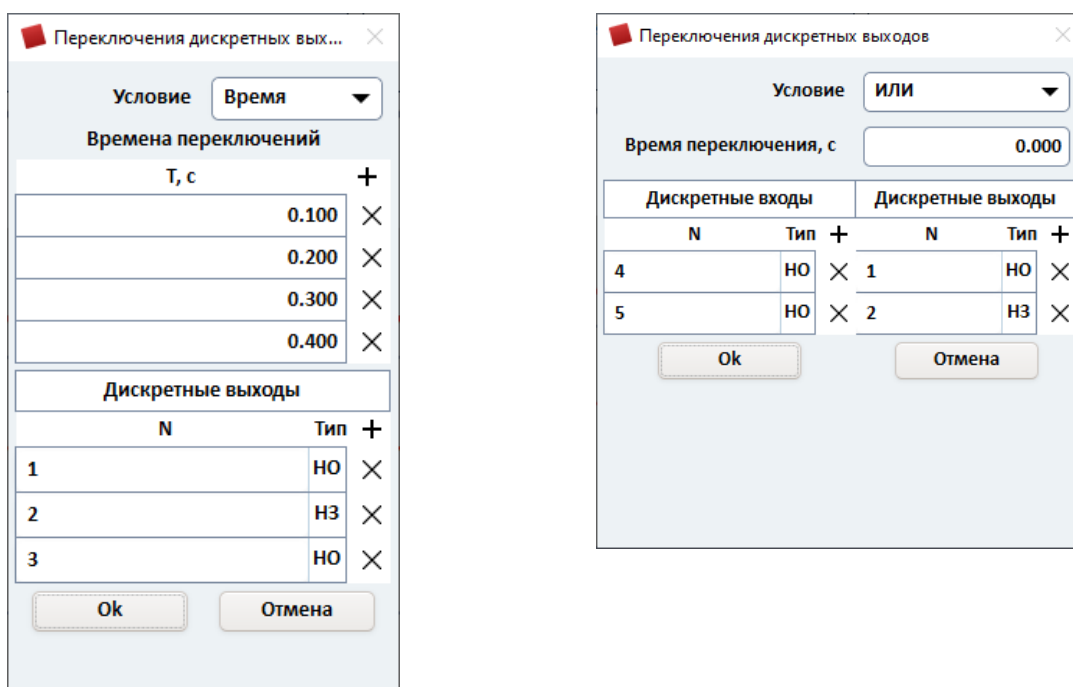 Переключения дискретных вых...
Условие Время
Времена переключений
Т, с
0.100
0.200
0.300
0.400
Дискретные выходы
N Тип
1 НО
2 НЗ
3 НО
Ok Отмена
Переключения дискретных выходов
Условие ИЛИ
Время переключения, с 0.000
Дискретные входы Дискретные выходы
N Тип N Тип
4 НО 1 НО
5 НО 2 НЗ
Ok Отмена